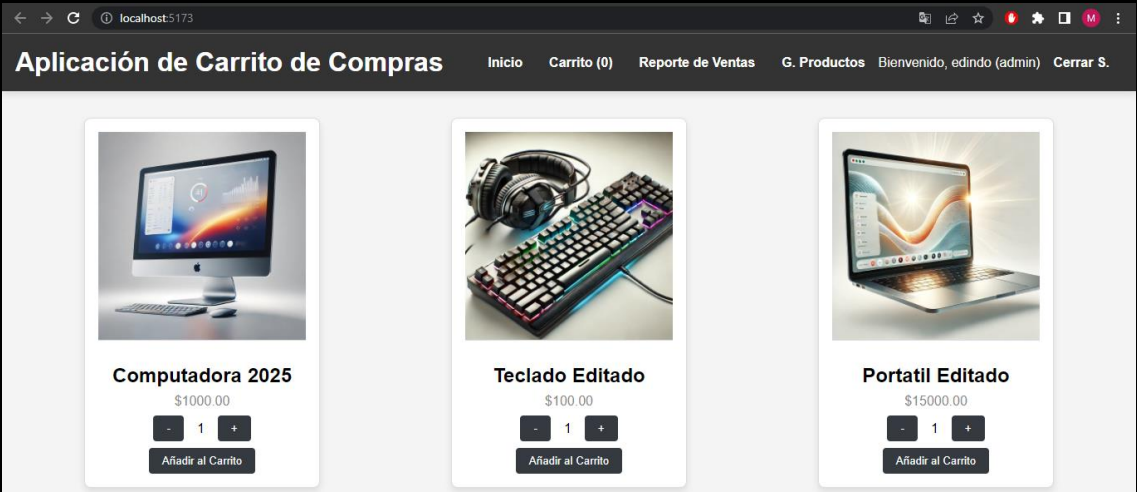 localhost:5173
M
Aplicación de Carrito de Compras
Inicio
Carrito (0)
Reporte de Ventas
G. Productos
Bienvenido, edindo (admin)
Cerrar S.
Computadora 2025
$1000.00
- 1 +
Añadir al Carrito
Teclado Editado
$100.00
- 1 +
Añadir al Carrito
Portatil Editado
$15000.00
- 1 +
Añadir al Carrito